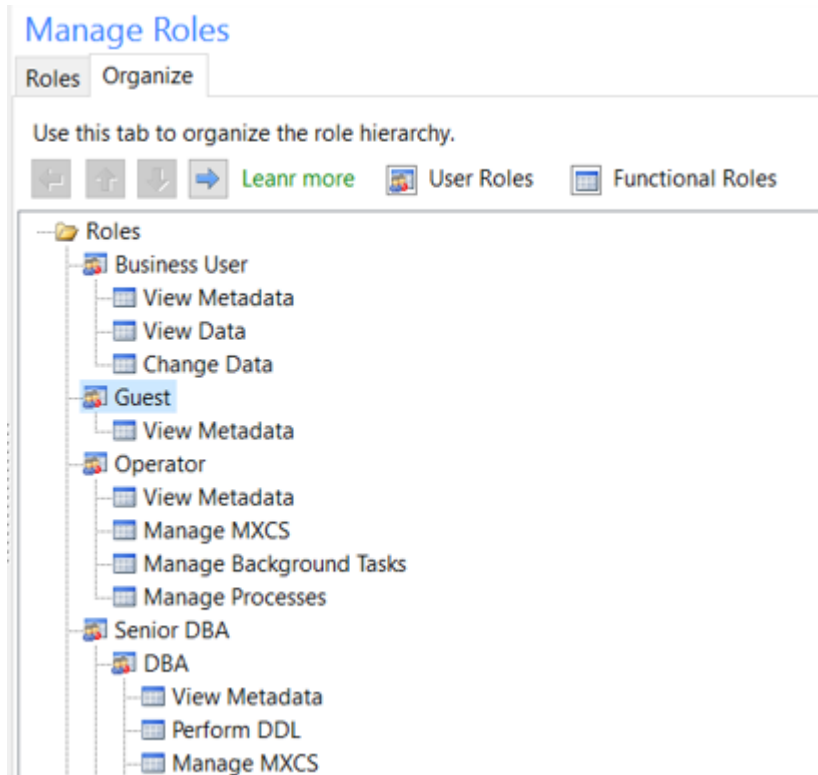 Manage Roles
Roles Organize
Use this tab to organize the role hierarchy.
Leanr more User Roles Functional Roles
Roles
Business User
View Metadata
View Data
Change Data
Guest
View Metadata
Operator
View Metadata
Manage MXCS
Manage Background Tasks
Manage Processes
Senior DBA
DBA
View Metadata
Perform DDL
Manage MXCS